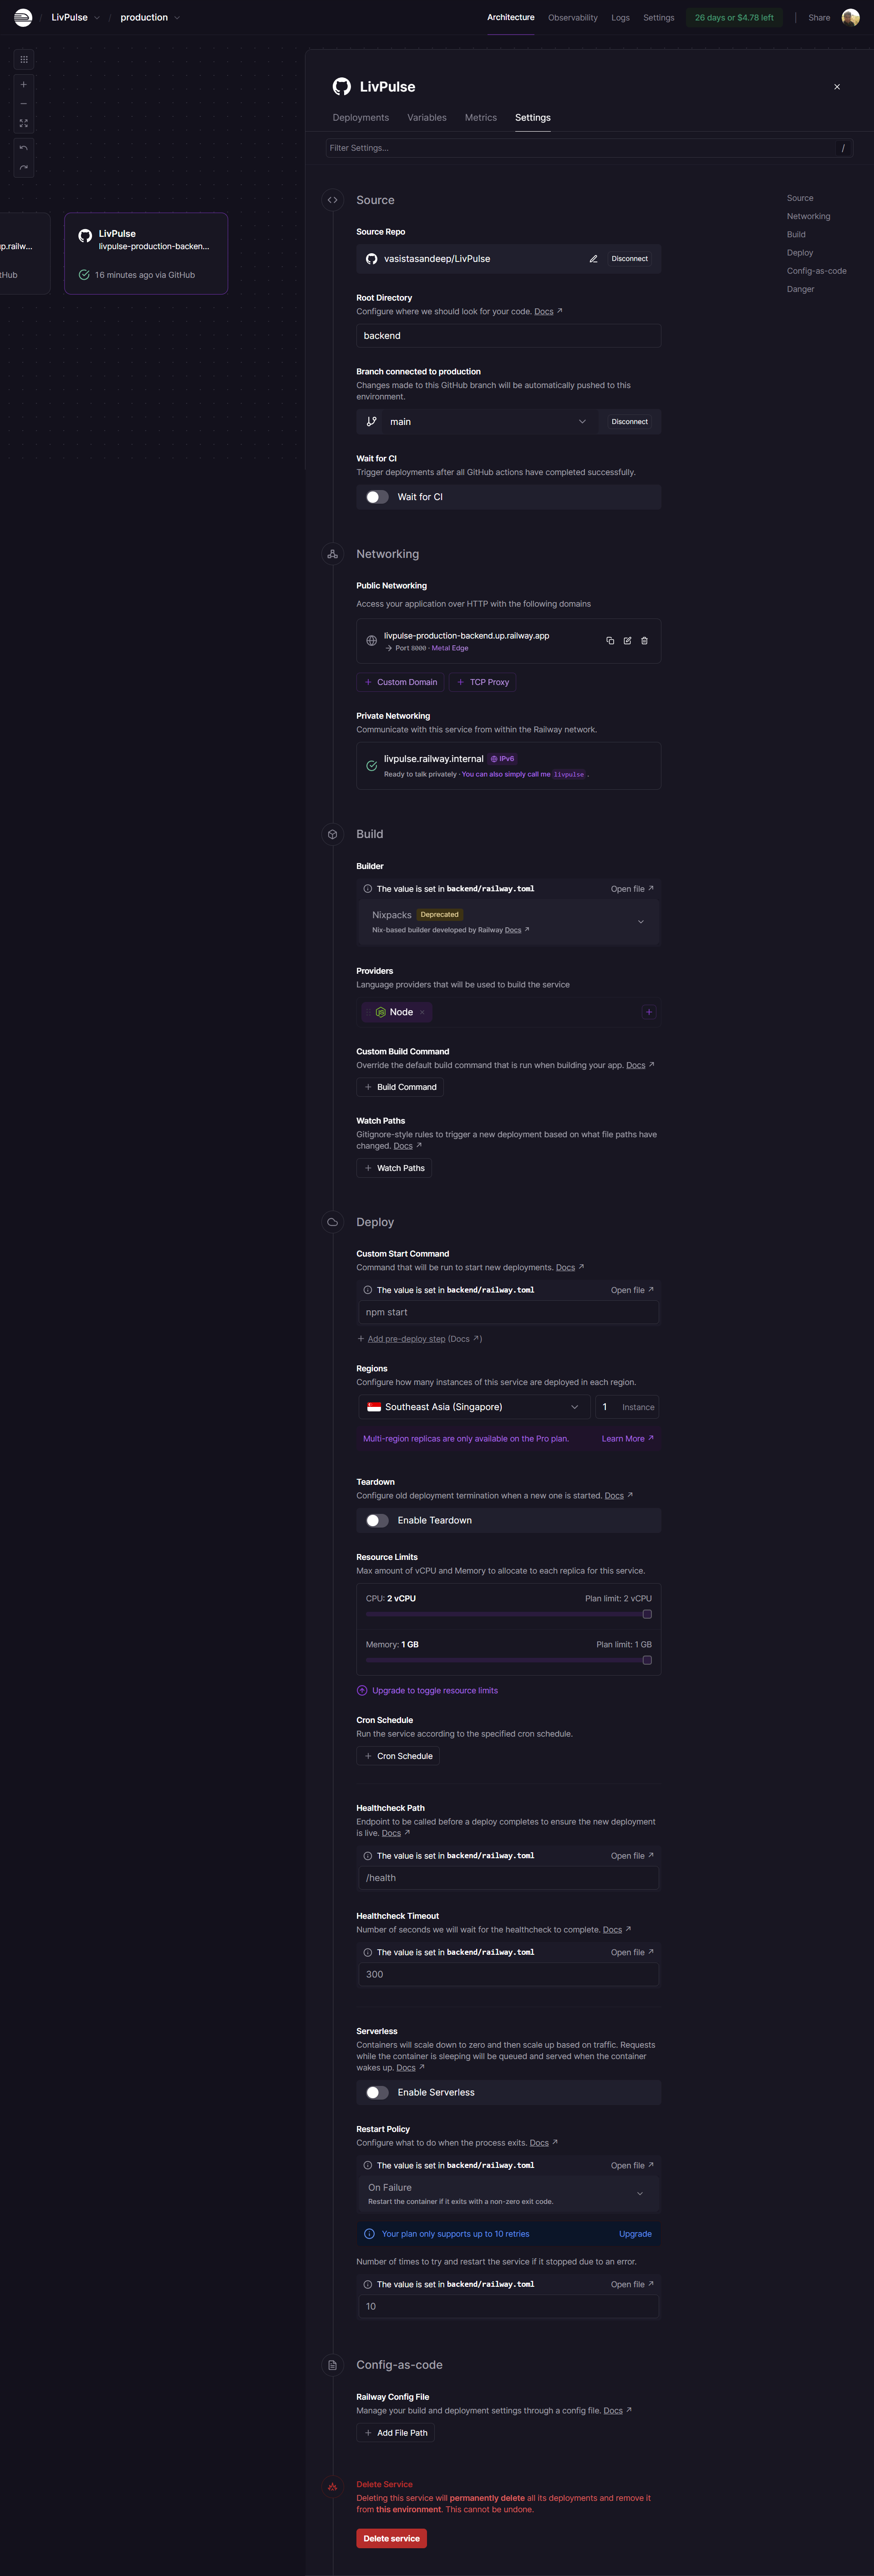 LivPulse / production
Architecture Observability Logs Settings 26 days or $4.78 left Share
LivPulse
Deployments Variables Metrics Settings
Filter Settings... /
up.railw...
tHub
LivPulse
livpulse-production-backen...
16 minutes ago via GitHub
Source
Networking
Build
Deploy
Config-as-code
Danger
Source
Source Repo
vasistasandeep/LivPulse Disconnect
Root Directory
Configure where we should look for your code. Docs
backend
Branch connected to production
Changes made to this GitHub branch will be automatically pushed to this
environment.
main Disconnect
Wait for CI
Trigger deployments after all GitHub actions have completed successfully.
Wait for CI
Networking
Public Networking
Access your application over HTTP with the following domains
livpulse-production-backend.up.railway.app
→ Port 8000 · Metal Edge
+ Custom Domain + TCP Proxy
Private Networking
Communicate with this service from within the Railway network.
livpulse.railway.internal IPv6
Ready to talk privately · You can also simply call me livpulse .
Build
Builder
The value is set in backend/railway.toml Open file
Nixpacks Deprecated
Nix-based builder developed by Railway Docs
Providers
Language providers that will be used to build the service
JS Node × +
Custom Build Command
Override the default build command that is run when building your app. Docs
+ Build Command
Watch Paths
Gitignore-style rules to trigger a new deployment based on what file paths have
changed. Docs
+ Watch Paths
Deploy
Custom Start Command
Command that will be run to start new deployments. Docs
The value is set in backend/railway.toml Open file
npm start
+ Add pre-deploy step (Docs ↗)
Regions
Configure how many instances of this service are deployed in each region.
Southeast Asia (Singapore) 1 Instance
Multi-region replicas are only available on the Pro plan. Learn More
Teardown
Configure old deployment termination when a new one is started. Docs
Enable Teardown
Resource Limits
Max amount of vCPU and Memory to allocate to each replica for this service.
CPU: 2 vCPU Plan limit: 2 vCPU
Memory: 1 GB Plan limit: 1 GB
Upgrade to toggle resource limits
Cron Schedule
Run the service according to the specified cron schedule.
+ Cron Schedule
Healthcheck Path
Endpoint to be called before a deploy completes to ensure the new deployment
is live. Docs
The value is set in backend/railway.toml Open file
/health
Healthcheck Timeout
Number of seconds we will wait for the healthcheck to complete. Docs
The value is set in backend/railway.toml Open file
300
Serverless
Containers will scale down to zero and then scale up based on traffic. Requests
while the container is sleeping will be queued and served when the container
wakes up. Docs
Enable Serverless
Restart Policy
Configure what to do when the process exits. Docs
The value is set in backend/railway.toml Open file
On Failure
Restart the container if it exits with a non-zero exit code.
Your plan only supports up to 10 retries Upgrade
Number of times to try and restart the service if it stopped due to an error.
The value is set in backend/railway.toml Open file
10
Config-as-code
Railway Config File
Manage your build and deployment settings through a config file. Docs
+ Add File Path
Delete Service
Deleting this service will permanently delete all its deployments and remove it
from this environment. This cannot be undone.
Delete service